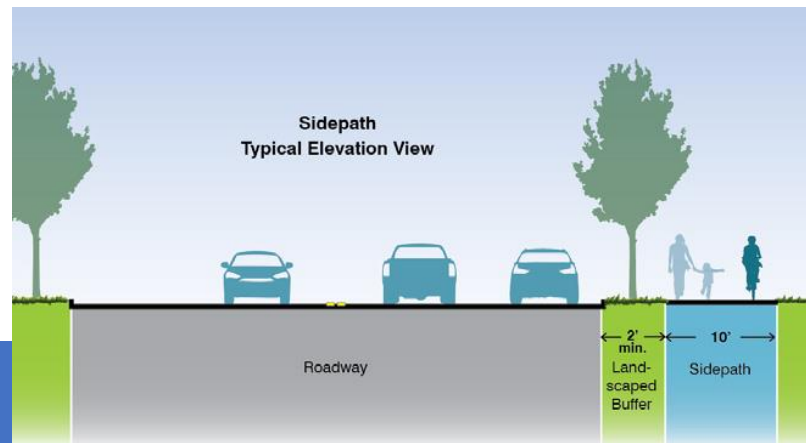 Sidepath
Typical Elevation View
2'
min.
Land-
scaped
Buffer
10'
Sidepath
Roadway